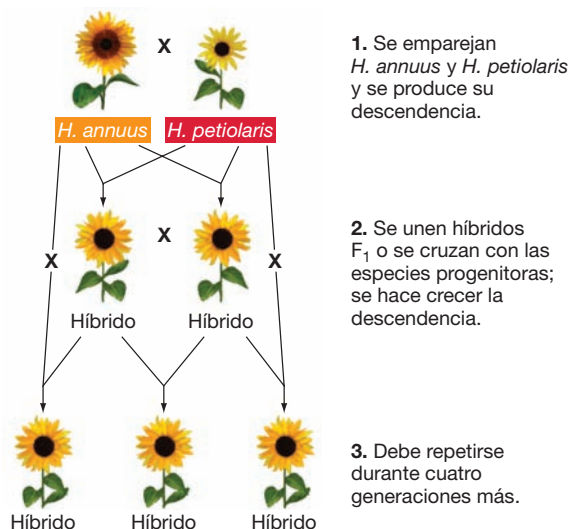 X
1. Se emparejan
H. annuus y H. petiolaris
y se produce su
descendencia.
H. annuus
H. petiolaris
X
X
X
2. Se unen híbridos
F1 o se cruzan con las
especies progenitoras;
se hace crecer la
descendencia.
Híbrido
Híbrido
3. Debe repetirse
durante cuatro
generaciones más.
Híbrido
Híbrido
Híbrido